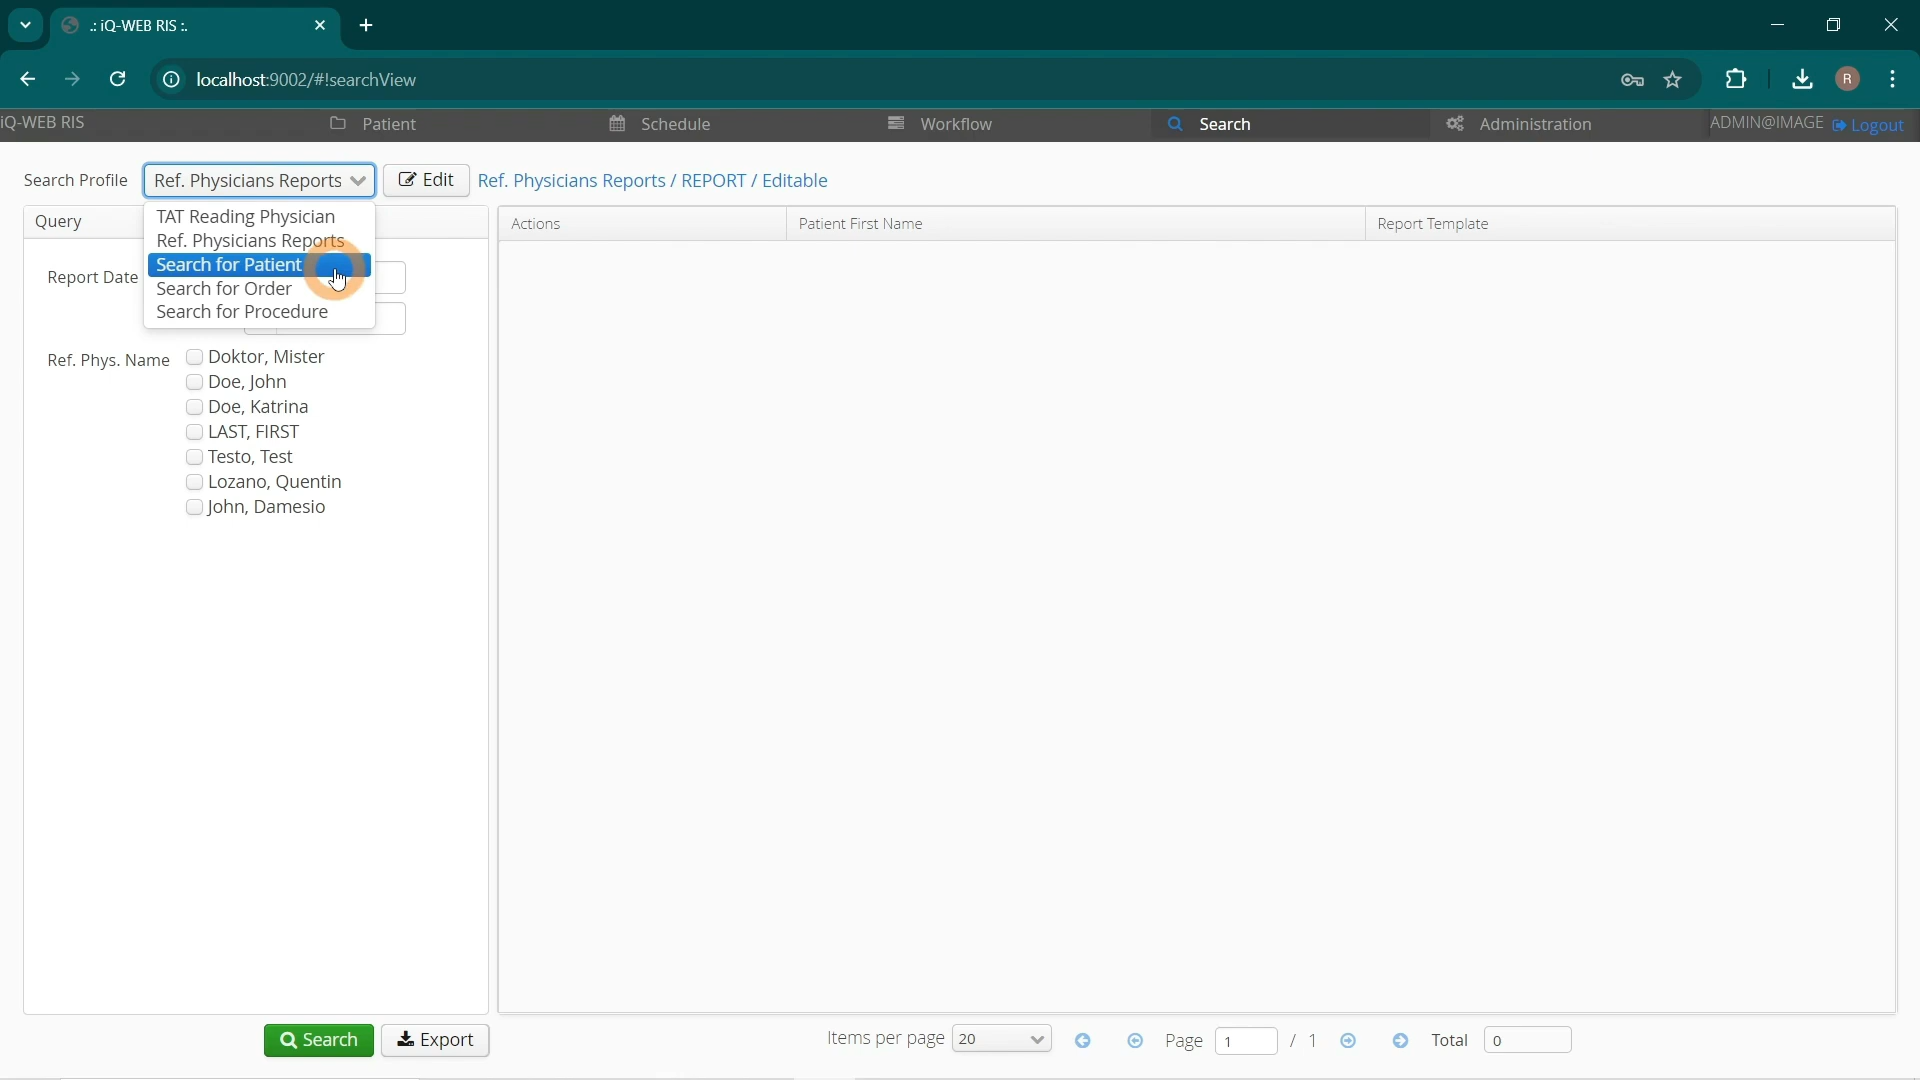 .: iQ-WEB RIS :.
localhost:9002/#!searchView
R
iQ-WEB RIS
Patient
Schedule
Workflow
Search
Administration
ADMIN@IMAGE
Logout
Search Profile
Ref. Physicians Reports
Edit
Ref. Physicians Reports / REPORT / Editable
TAT Reading Physician
Ref. Physicians Reports
Search for Patient
Search for Order
Search for Procedure
Query
Actions
Patient First Name
Report Template
Report Date
Ref. Phys. Name
Doktor, Mister
Doe, John
Doe, Katrina
LAST, FIRST
Testo, Test
Lozano, Quentin
John, Damesio
Search
Export
Items per page 20
Page 1 / 1
Total 0